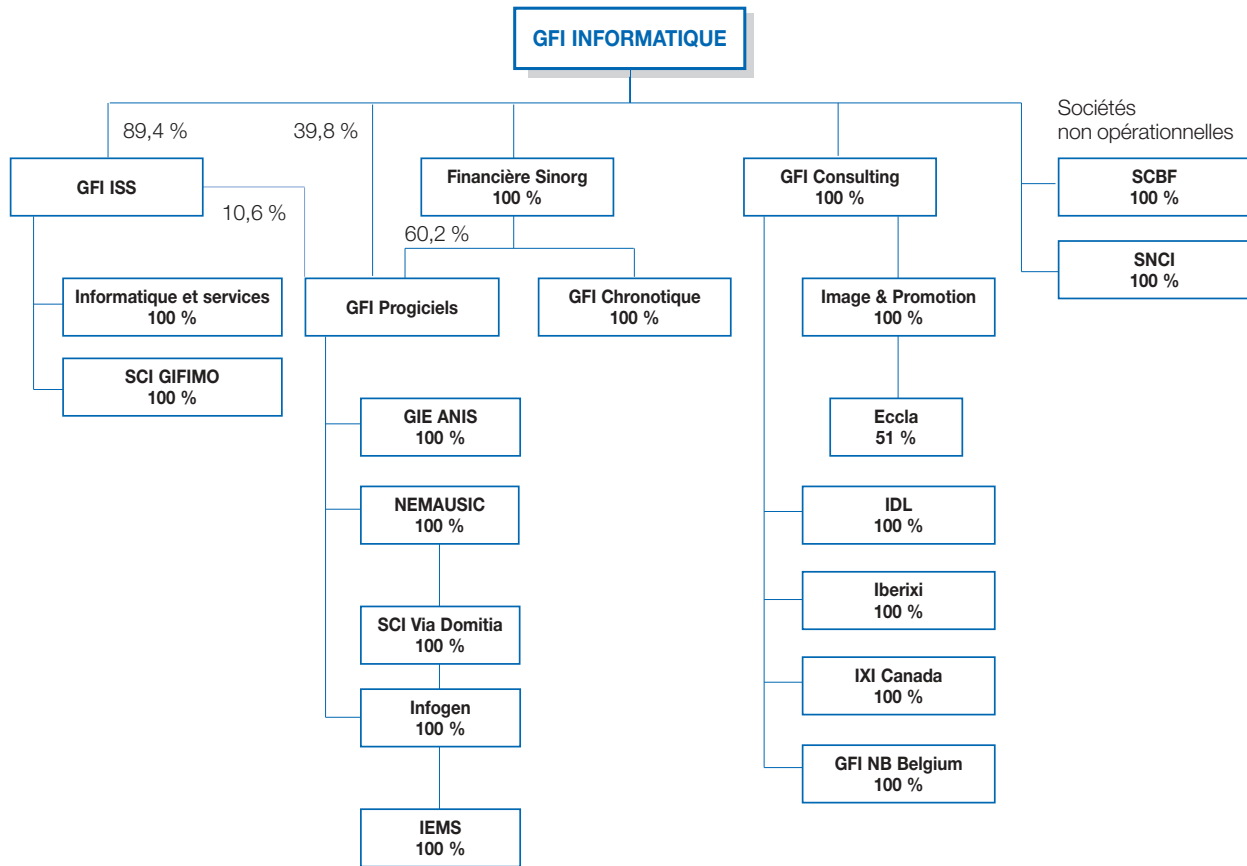 GFI INFORMATIQUE
Sociétés
non opérationnelles
89,4 %
39,8 %
GFI ISS
Financière Sinorg
100 %
GFI Consulting
100 %
SCBF
100 %
10,6 %
60,2 %
SNCI
100 %
Informatique et services
100 %
GFI Progiciels
GFI Chronotique
100 %
Image & Promotion
100 %
SCI GIFIMO
100 %
GIE ANIS
100 %
Eccla
51 %
NEMAUSIC
100 %
IDL
100 %
Iberixi
100 %
SCI Via Domitia
100 %
IXI Canada
100 %
Infogen
100 %
GFI NB Belgium
100 %
IEMS
100 %